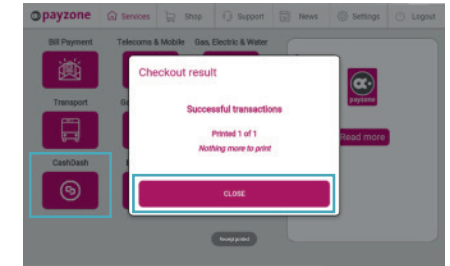 payzone Services Shop Support News Settings Logout
Bill Payment Telecoms & Mobile Gas, Electric & Water
Checkout result
Successful transactions
Printed 1 of 1
Nothing more to print
CLOSE
Transport
payzone
Read more
CashDash
Receipt printed